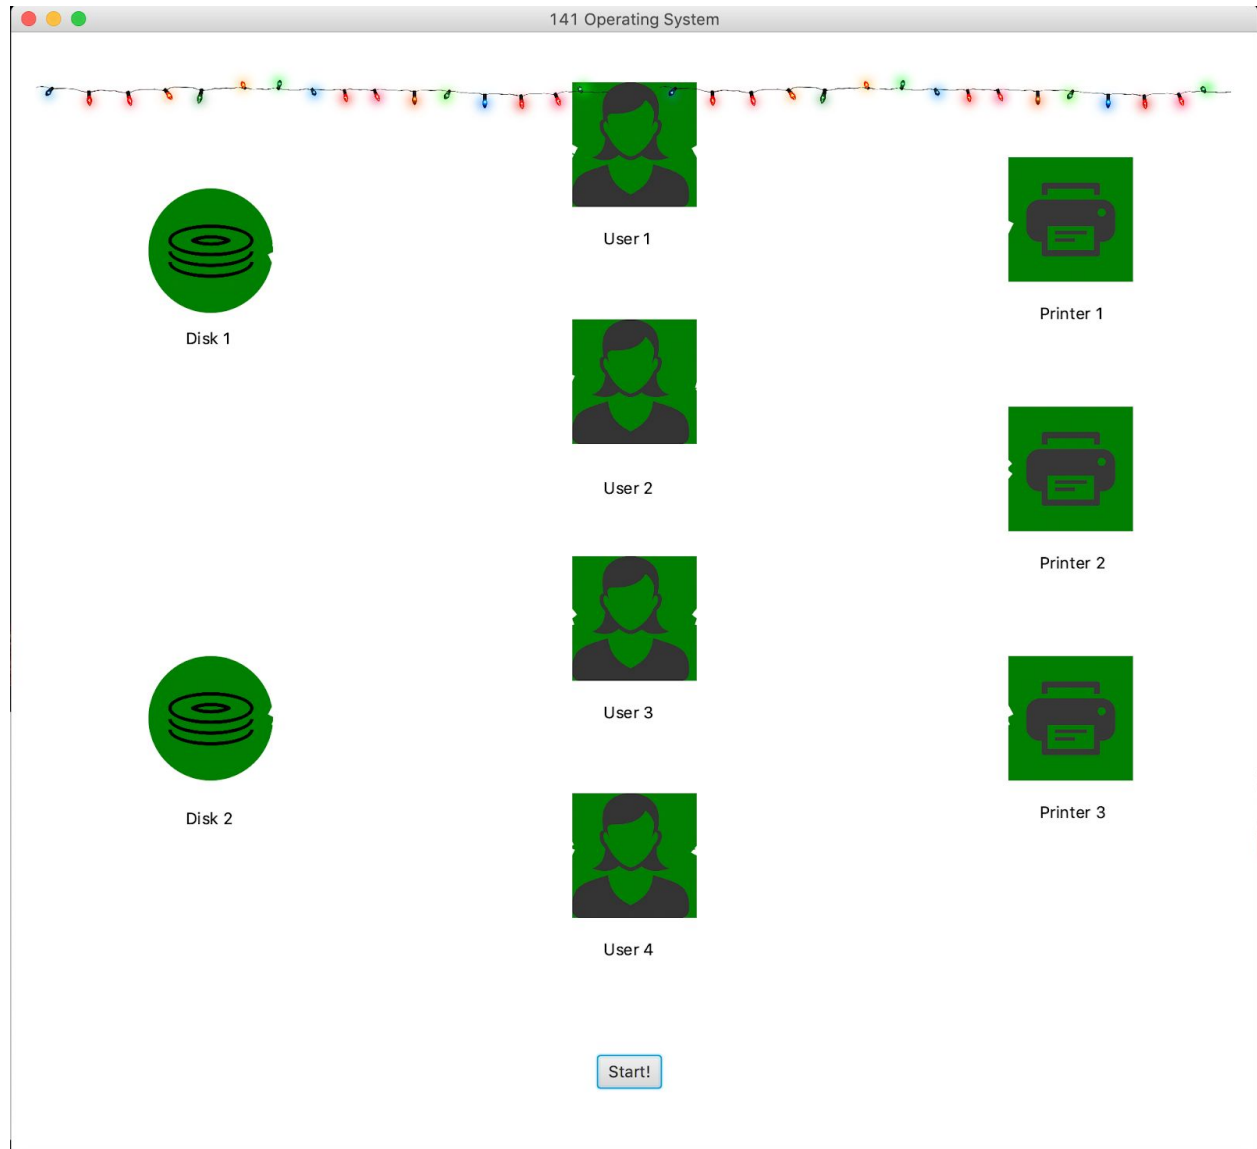 141 Operating System
User 1
Printer 1
Disk 1
User 2
Printer 2
User 3
Disk 2
Printer 3
User 4
Start!